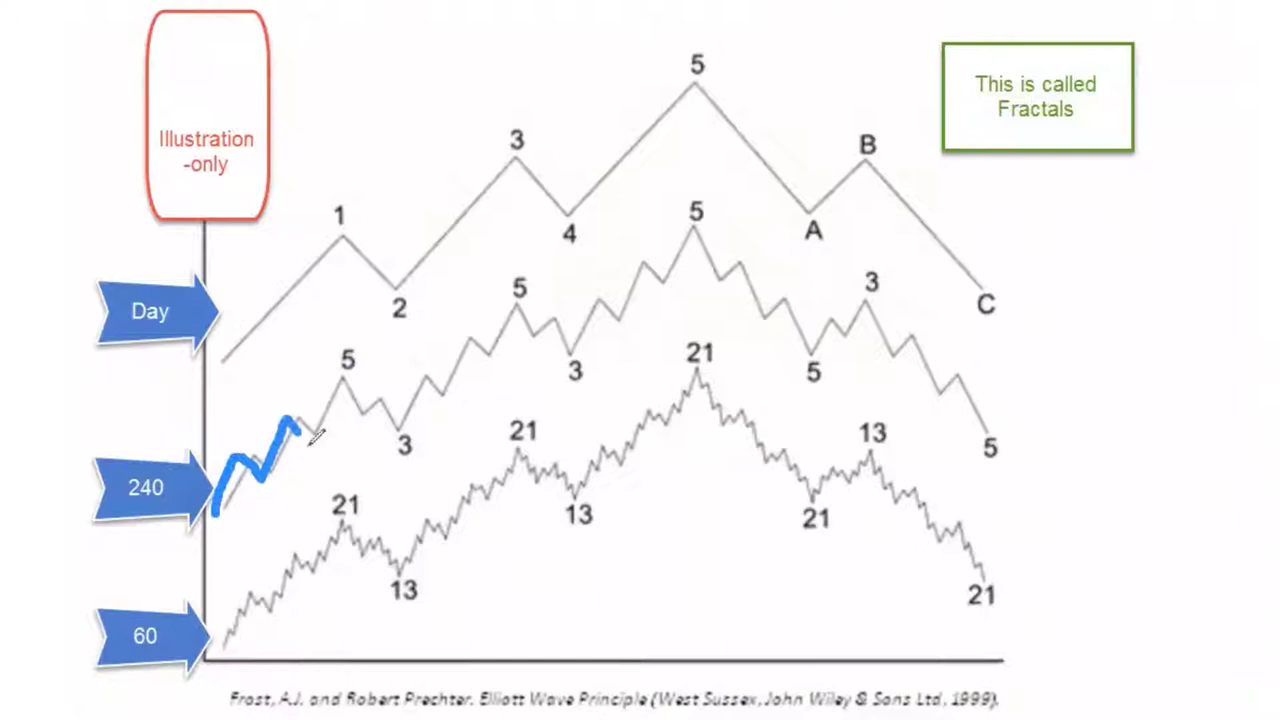 Illustration
-only
This is called
Fractals
5
3
B
1
4
A
2
C
Day
5
5
3
5
3
5
3
5
240
21
21
13
21
13
21
13
21
60
Frost, A.J. and Robert Prechter. Elliott Wave Principle (West Sussex, John Wiley & Sons Ltd, 1999).